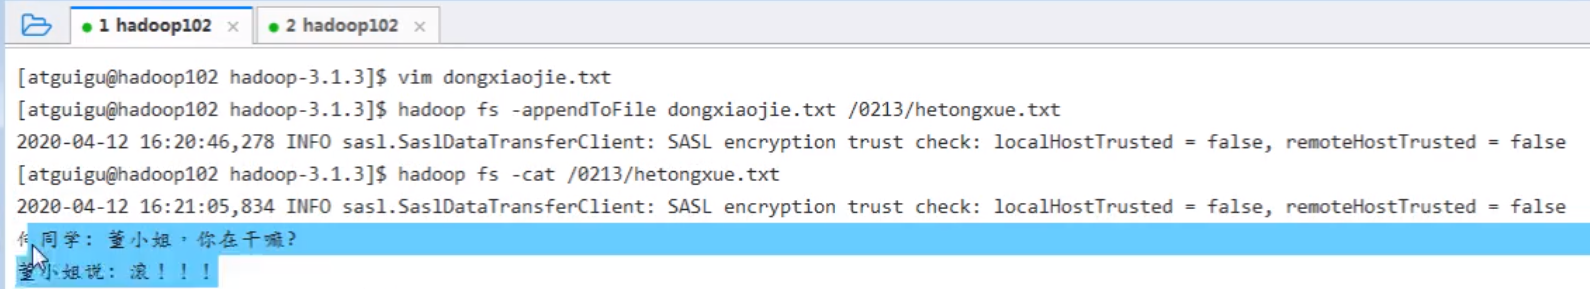 1 hadoop102 × 2 hadoop102 ×
[atguigu@hadoop102 hadoop-3.1.3]$ vim dongxiaojie.txt
[atguigu@hadoop102 hadoop-3.1.3]$ hadoop fs -appendToFile dongxiaojie.txt /0213/hetongxue.txt
2020-04-12 16:20:46,278 INFO sasl.SaslDataTransferClient: SASL encryption trust check: localHostTrusted = false, remoteHostTrusted = false
[atguigu@hadoop102 hadoop-3.1.3]$ hadoop fs -cat /0213/hetongxue.txt
2020-04-12 16:21:05,834 INFO sasl.SaslDataTransferClient: SASL encryption trust check: localHostTrusted = false, remoteHostTrusted = false
何同学：董小姐，你在干嘛？
董小姐说：滚！！！